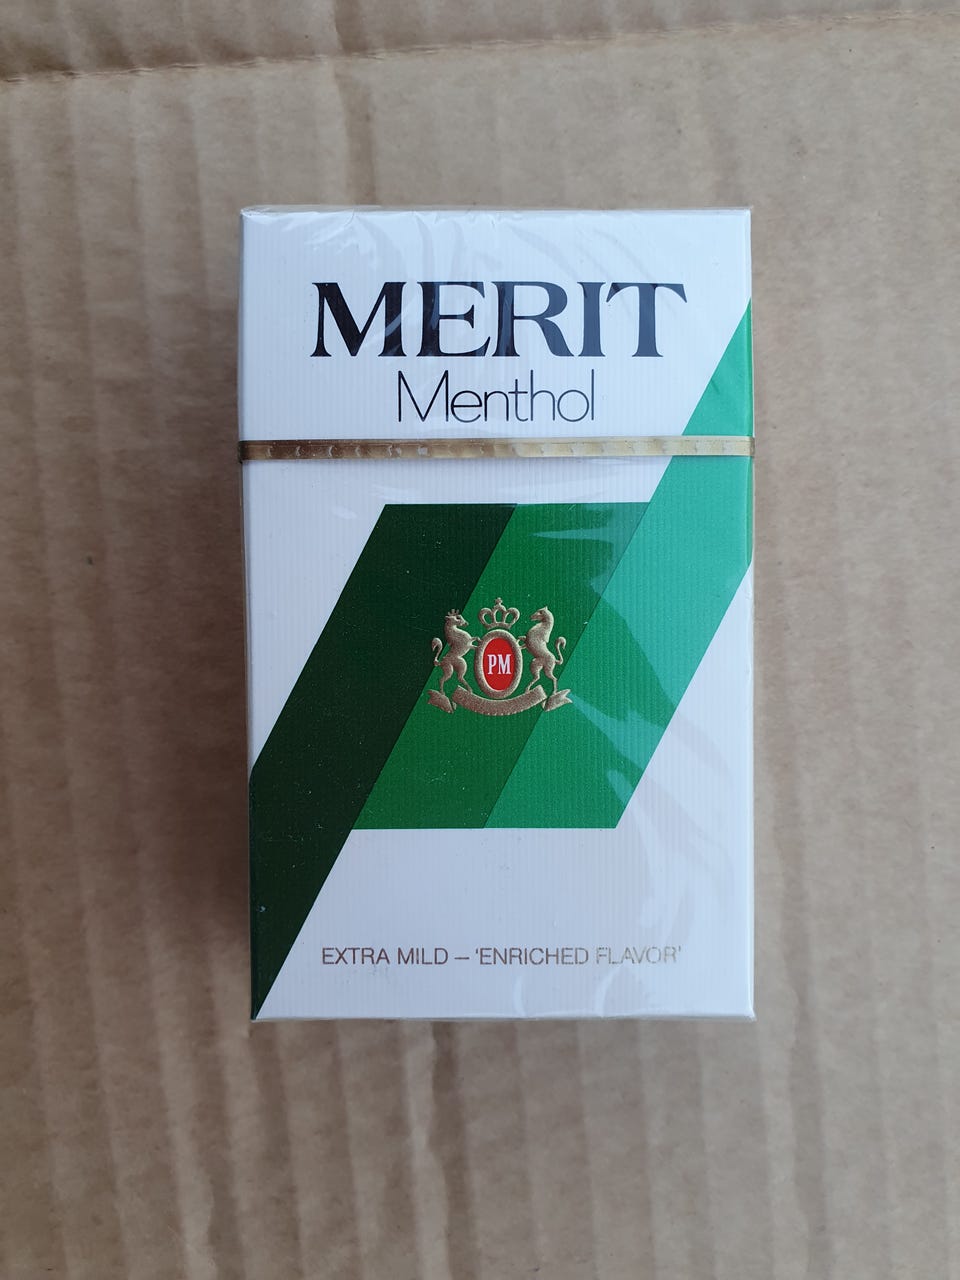 MERIT
Menthol
PM
EXTRA MILD – 'ENRICHED FLAVOR'